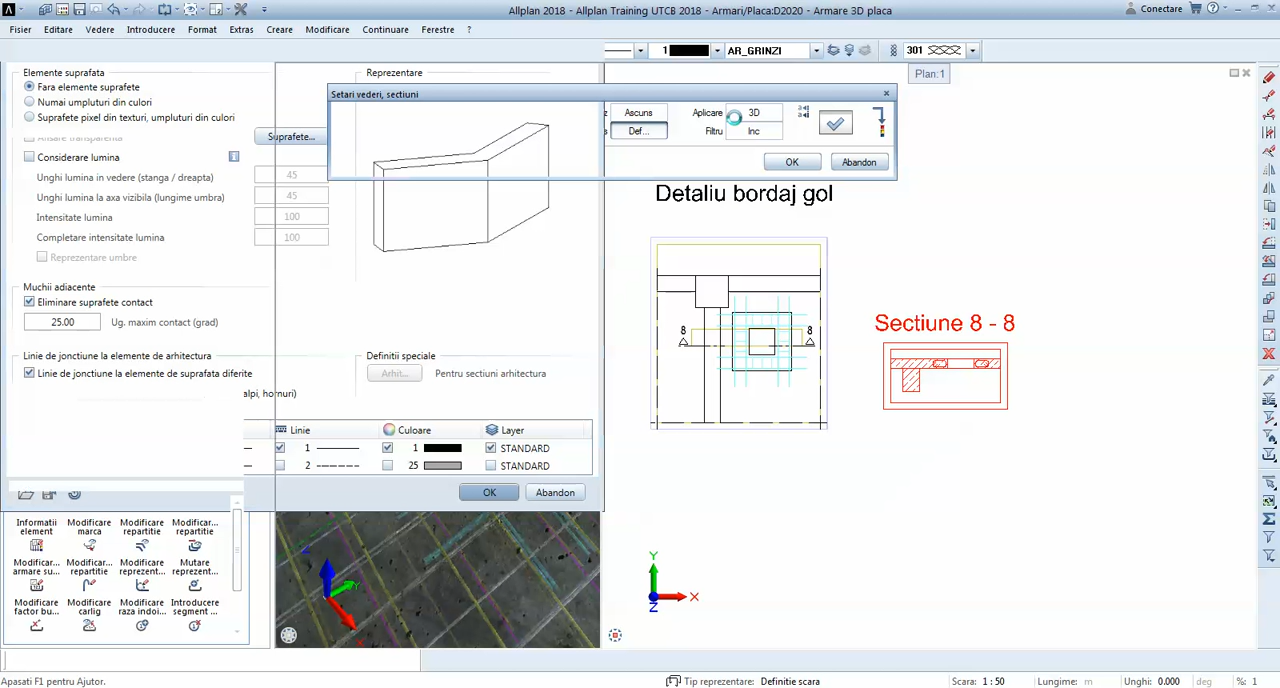 Allplan 2018 - Allplan Training UTCB 2018 - Armari/Placa:D2020 - Armare 3D placa
Conectare
Fisier Editare Vedere Introducere Format Extras Creare Modificare Continuare Ferestre ?
1 AR_GRINZI 301
Plan:1
Elemente suprafata
Reprezentare
Fara elemente suprafete
Numai umpluturi din culori
Suprafete pixel din texturi, umpluturi din culori
Afisare transparenta
Suprafete...
Considerare lumina
Unghi lumina in vedere (stanga / dreapta) 45
Unghi lumina la axa vizibila (lungime umbra) 45
Intensitate lumina 100
Completare intensitate lumina 100
Reprezentare umbre
Muchii adiacente
Eliminare suprafete contact
25.00 Ug. maxim contact (grad)
Linie de jonctiune la elemente de arhitectura
Linie de jonctiune la elemente de suprafata diferite
Definitii speciale
Arhit... Pentru sectiuni arhitectura
alpi, hornuri)
Linie Culoare Layer
1 1 STANDARD
2 25 STANDARD
OK Abandon
Setari vederi, sectiuni
Ascuns Aplicare 3D
Def... Filtru Inc
OK Abandon
Detaliu bordaj gol
8 8
Sectiune 8 - 8
Informatii element
Modificare marca
Modificare repartitie
Modificar... repartitie
Modificar... armare su...
Modificar... repartitie
Modificar... reprezent...
Mutare reprezent...
Modificare factor bu...
Modificare carlig
Modificare raza indoi...
Introducere segment ...
Z Y X
Y
X
Z
Apasati F1 pentru Ajutor.
Tip reprezentare: Definitie scara Scara: 1 : 50 Lungime: m Unghi: 0.000 deg %: 1